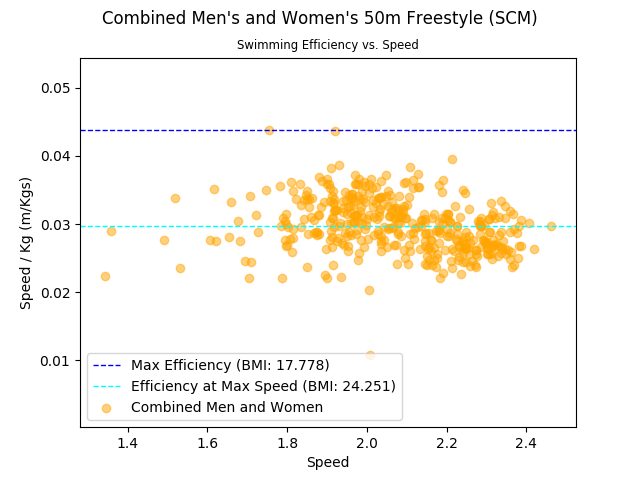 Combined Men's and Women's 50m Freestyle (SCM)
Swimming Efficiency vs. Speed
0.05
0.04
0.03
0.02
0.01
Speed / Kg (m/Kgs)
Max Efficiency (BMI: 17.778)
Efficiency at Max Speed (BMI: 24.251)
Combined Men and Women
1.4 1.6 1.8 2.0 2.2 2.4
Speed